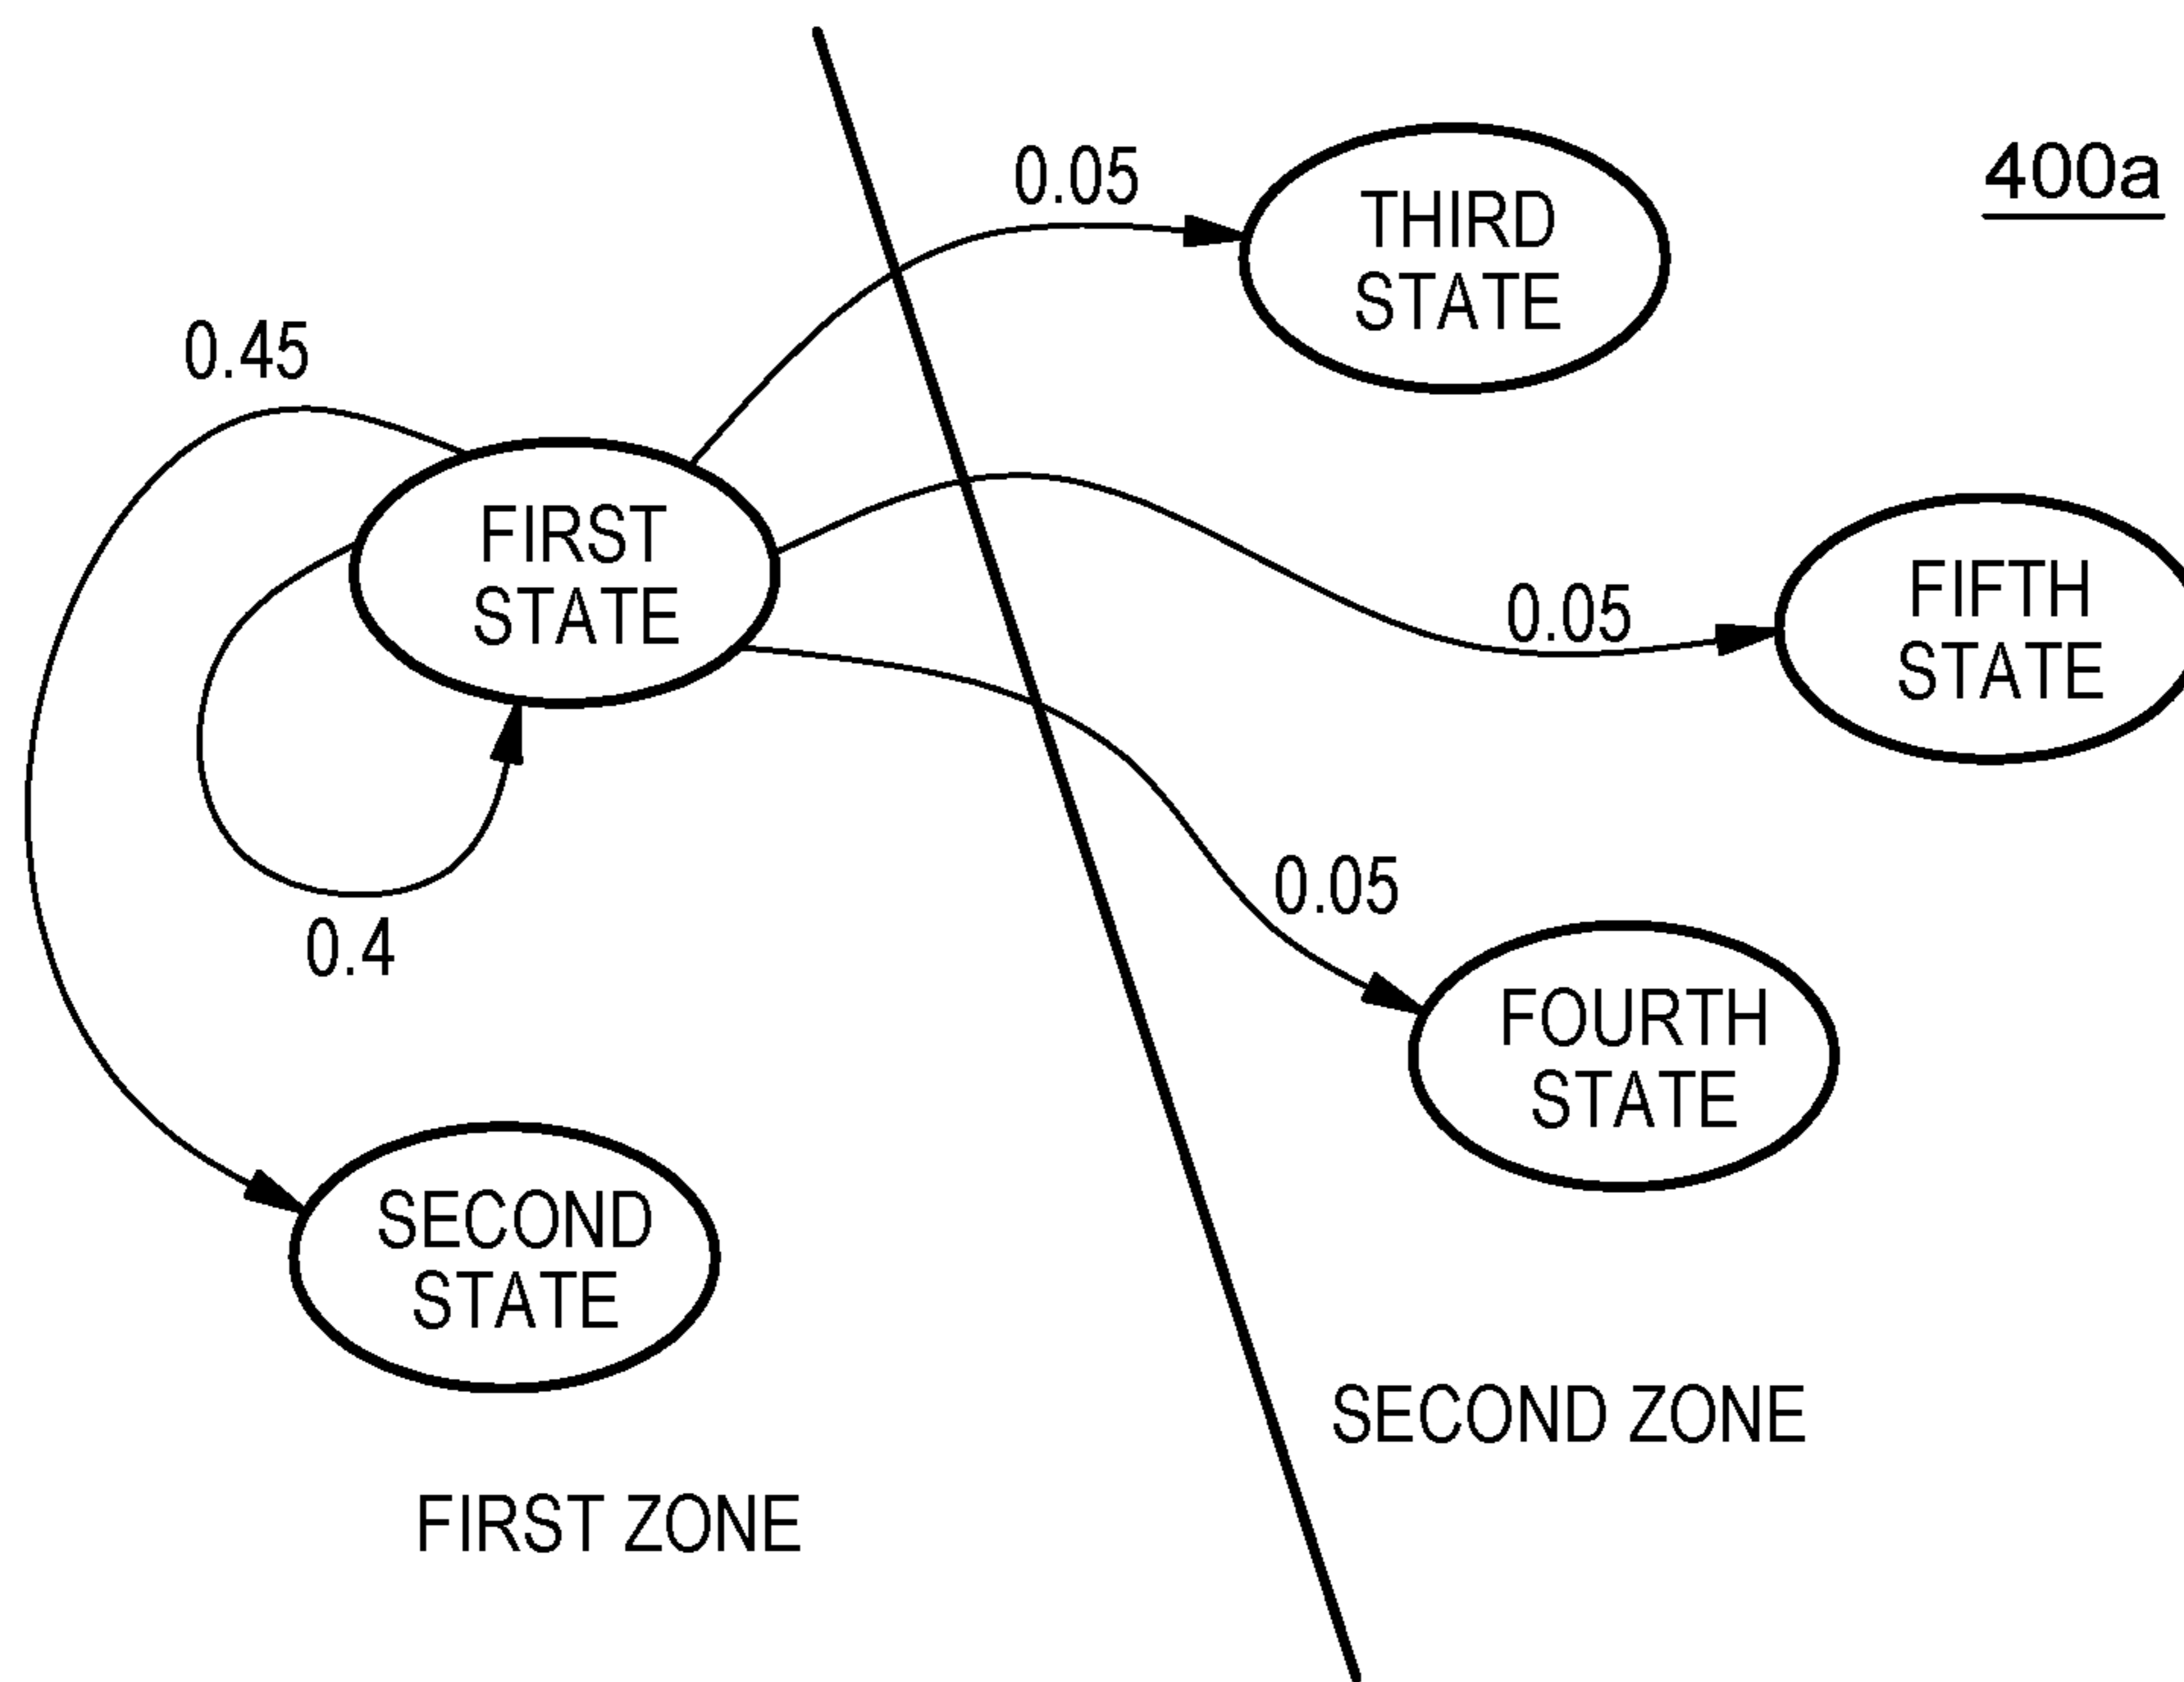 0.05
THIRD
STATE
400a
0.45
FIRST
STATE
0.05
FIFTH
STATE
0.4
0.05
FOURTH
STATE
SECOND
STATE
SECOND ZONE
FIRST ZONE